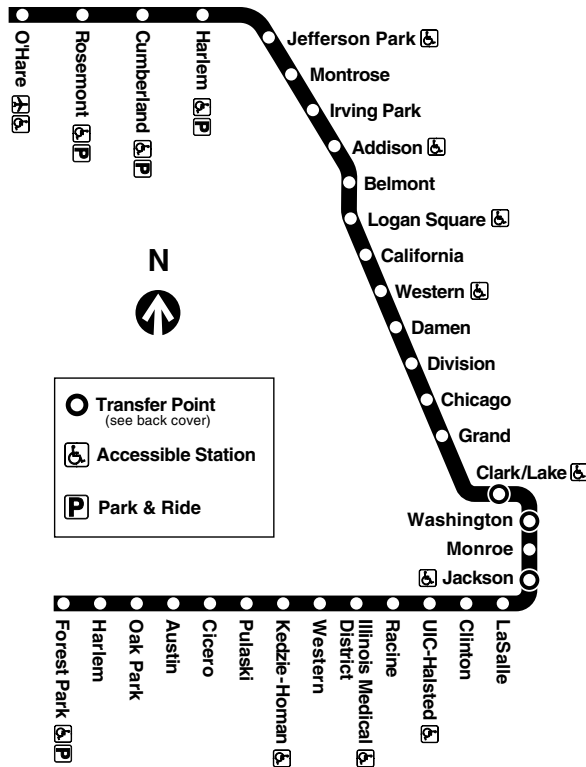 O'Hare
Rosemont
Cumberland
Harlem
Jefferson Park
Montrose
Irving Park
Addison
Belmont
Logan Square
California
Western
Damen
Division
Chicago
Grand
Clark/Lake
Washington
Monroe
Jackson
N
Transfer Point
(see back cover)
Accessible Station
P Park & Ride
Forest Park
Harlem
Oak Park
Austin
Cicero
Pulaski
Kedzie-Homan
Western
Illinois Medical
District
Racine
UIC-Halsted
Clinton
LaSalle